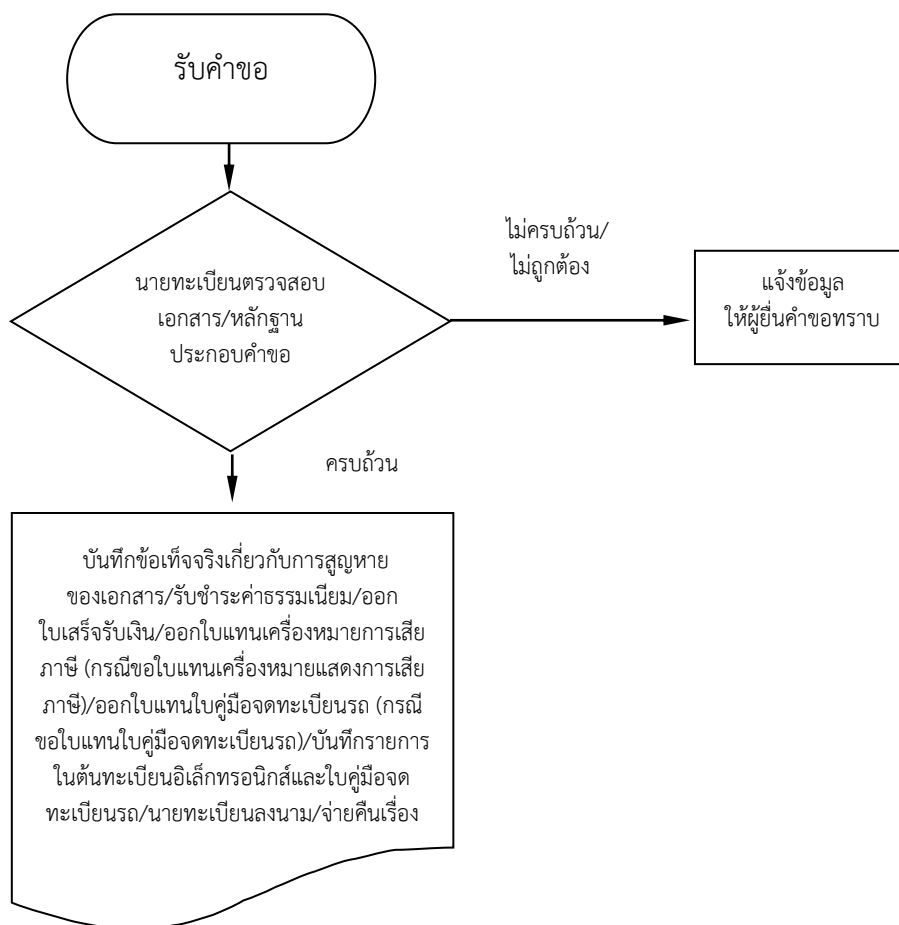 รับคำขอ
นายทะเบียนตรวจสอบ
เอกสาร/หลักฐาน
ประกอบคำขอ
ไม่ครบถ้วน/
ไม่ถูกต้อง
แจ้งข้อมูล
ให้ผู้ยื่นคำขอทราบ
ครบถ้วน
บันทึกข้อเท็จจริงเกี่ยวกับการสูญหาย
ของเอกสาร/รับชำระค่าธรรมเนียม/ออก
ใบเสร็จรับเงิน/ออกใบแทนเครื่องหมายการเสีย
ภาษี (กรณีขอใบแทนเครื่องหมายแสดงการเสีย
ภาษี)/ออกใบแทนใบคู่มือจดทะเบียนรถ (กรณี
ขอใบแทนใบคู่มือจดทะเบียนรถ)/บันทึกรายการ
ในต้นทะเบียนอิเล็กทรอนิกส์และใบคู่มือจด
ทะเบียนรถ/นายทะเบียนลงนาม/จ่ายคืนเรื่อง